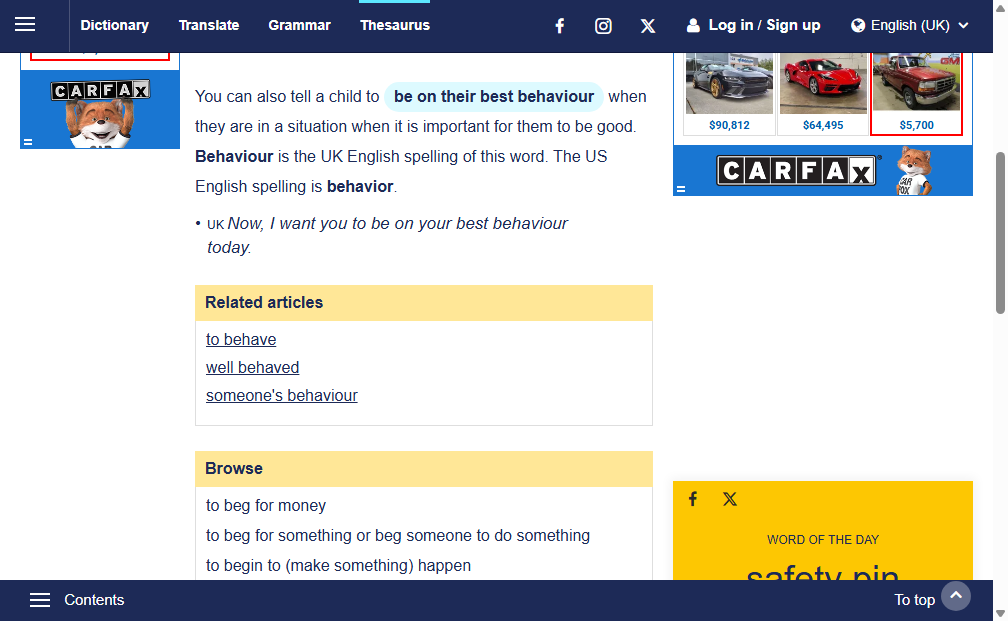 Dictionary Translate Grammar Thesaurus Log in / Sign up English (UK)
CARFAX
You can also tell a child to be on their best behaviour when
they are in a situation when it is important for them to be good.
Behaviour is the UK English spelling of this word. The US
English spelling is behavior.
• UK Now, I want you to be on your best behaviour
today.
Related articles
to behave
well behaved
someone's behaviour
Browse
to beg for money
to beg for something or beg someone to do something
to begin to (make something) happen
$90,812 $64,495 $5,700
CARFAX
CAR
FOX
WORD OF THE DAY
safety pin
Contents To top